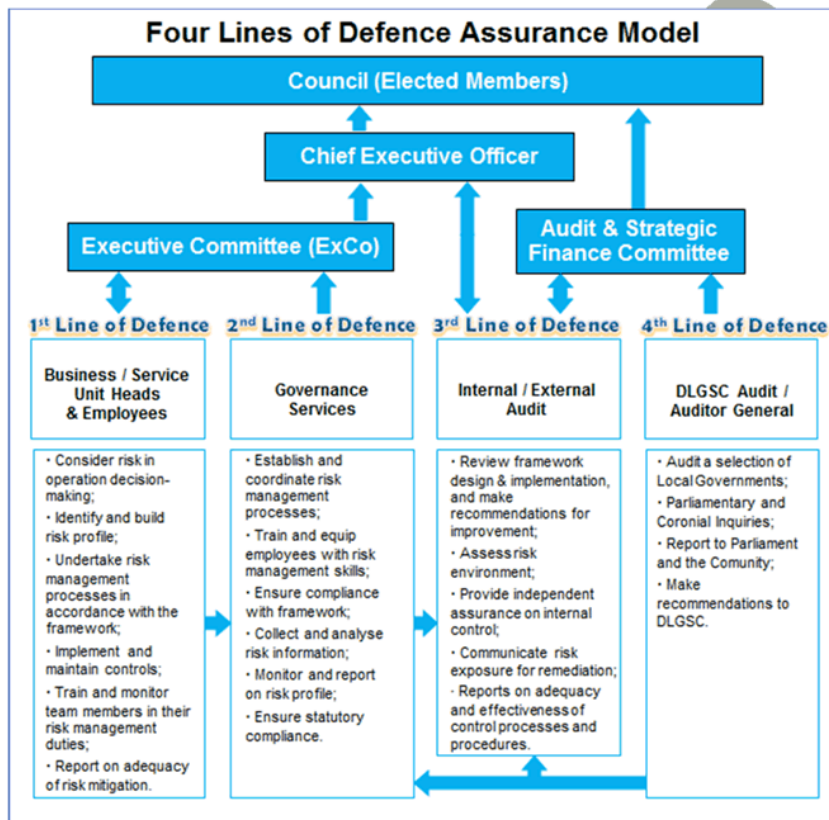 Four Lines of Defence Assurance Model
Council (Elected Members)
Chief Executive Officer
Executive Committee (ExCo)
Audit & Strategic
Finance Committee
1st Line of Defence
Business / Service
Unit Heads
& Employees
· Consider risk in
operation decision-
making;
· Identify and build
risk profile;
· Undertake risk
management
processes in
accordance with the
framework;
· Implement and
maintain controls;
· Train and monitor
team members in their
risk management
duties;
· Report on adequacy
of risk mitigation.
2nd Line of Defence
Governance
Services
· Establish and
coordinate risk
management
processes;
· Train and equip
employees with risk
management skills;
· Ensure compliance
with framework;
· Collect and analyse
risk information;
· Monitor and report
on risk profile;
· Ensure statutory
compliance.
3rd Line of Defence
Internal / External
Audit
· Review framework
design & implementation,
and make
recommendations for
improvement;
· Assess risk
environment;
· Provide independent
assurance on internal
control;
· Communicate risk
exposure for remediation;
· Reports on adequacy
and effectiveness of
control processes and
procedures.
4th Line of Defence
DLGSC Audit /
Auditor General
· Audit a selection of
Local Governments;
· Parliamentary and
Coronial Inquiries;
· Report to Parliament
and the Comunity;
· Make
recommendations to
DLGSC.